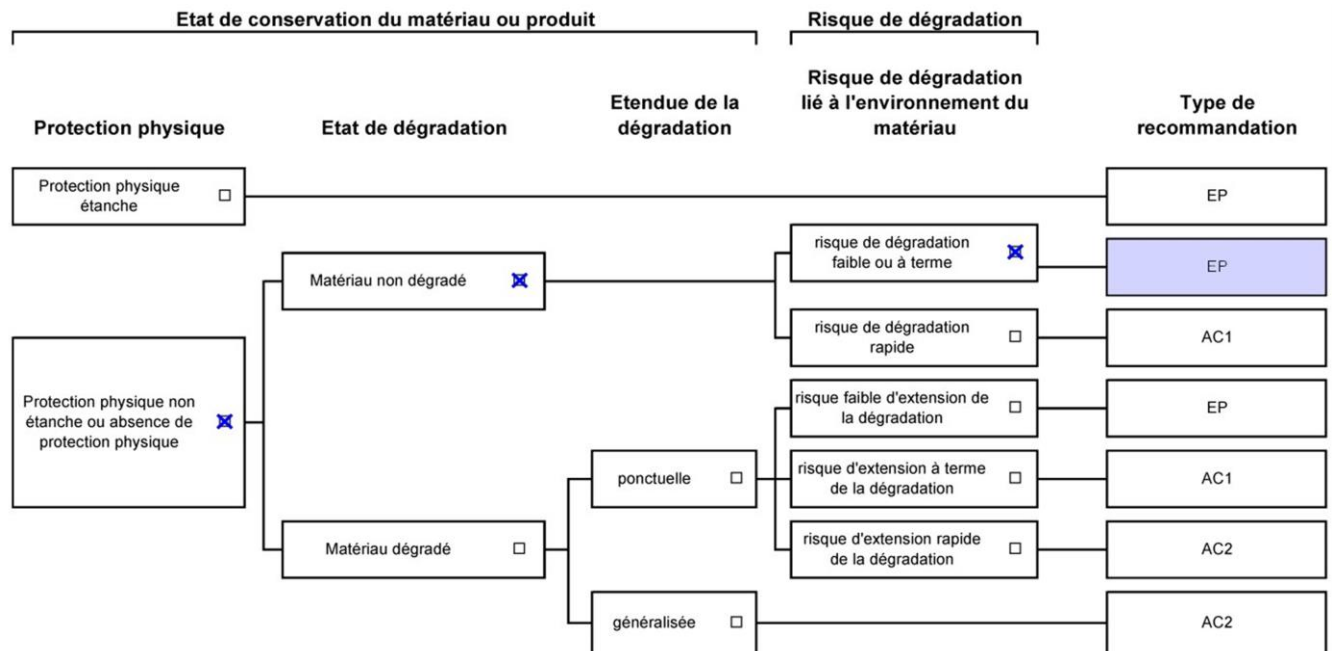 Etat de conservation du matériau ou produit
Risque de dégradation
Protection physique
Etat de dégradation
Etendue de la
dégradation
Risque de dégradation
lié à l'environnement du
matériau
Type de
recommandation
Protection physique
étanche
EP
risque de dégradation
faible ou à terme
EP
Matériau non dégradé
risque de dégradation
rapide
AC1
Protection physique non
étanche ou absence de
protection physique
risque faible d'extension de
la dégradation
EP
ponctuelle
risque d'extension à terme
de la dégradation
AC1
Matériau dégradé
risque d'extension rapide
de la dégradation
AC2
généralisée
AC2